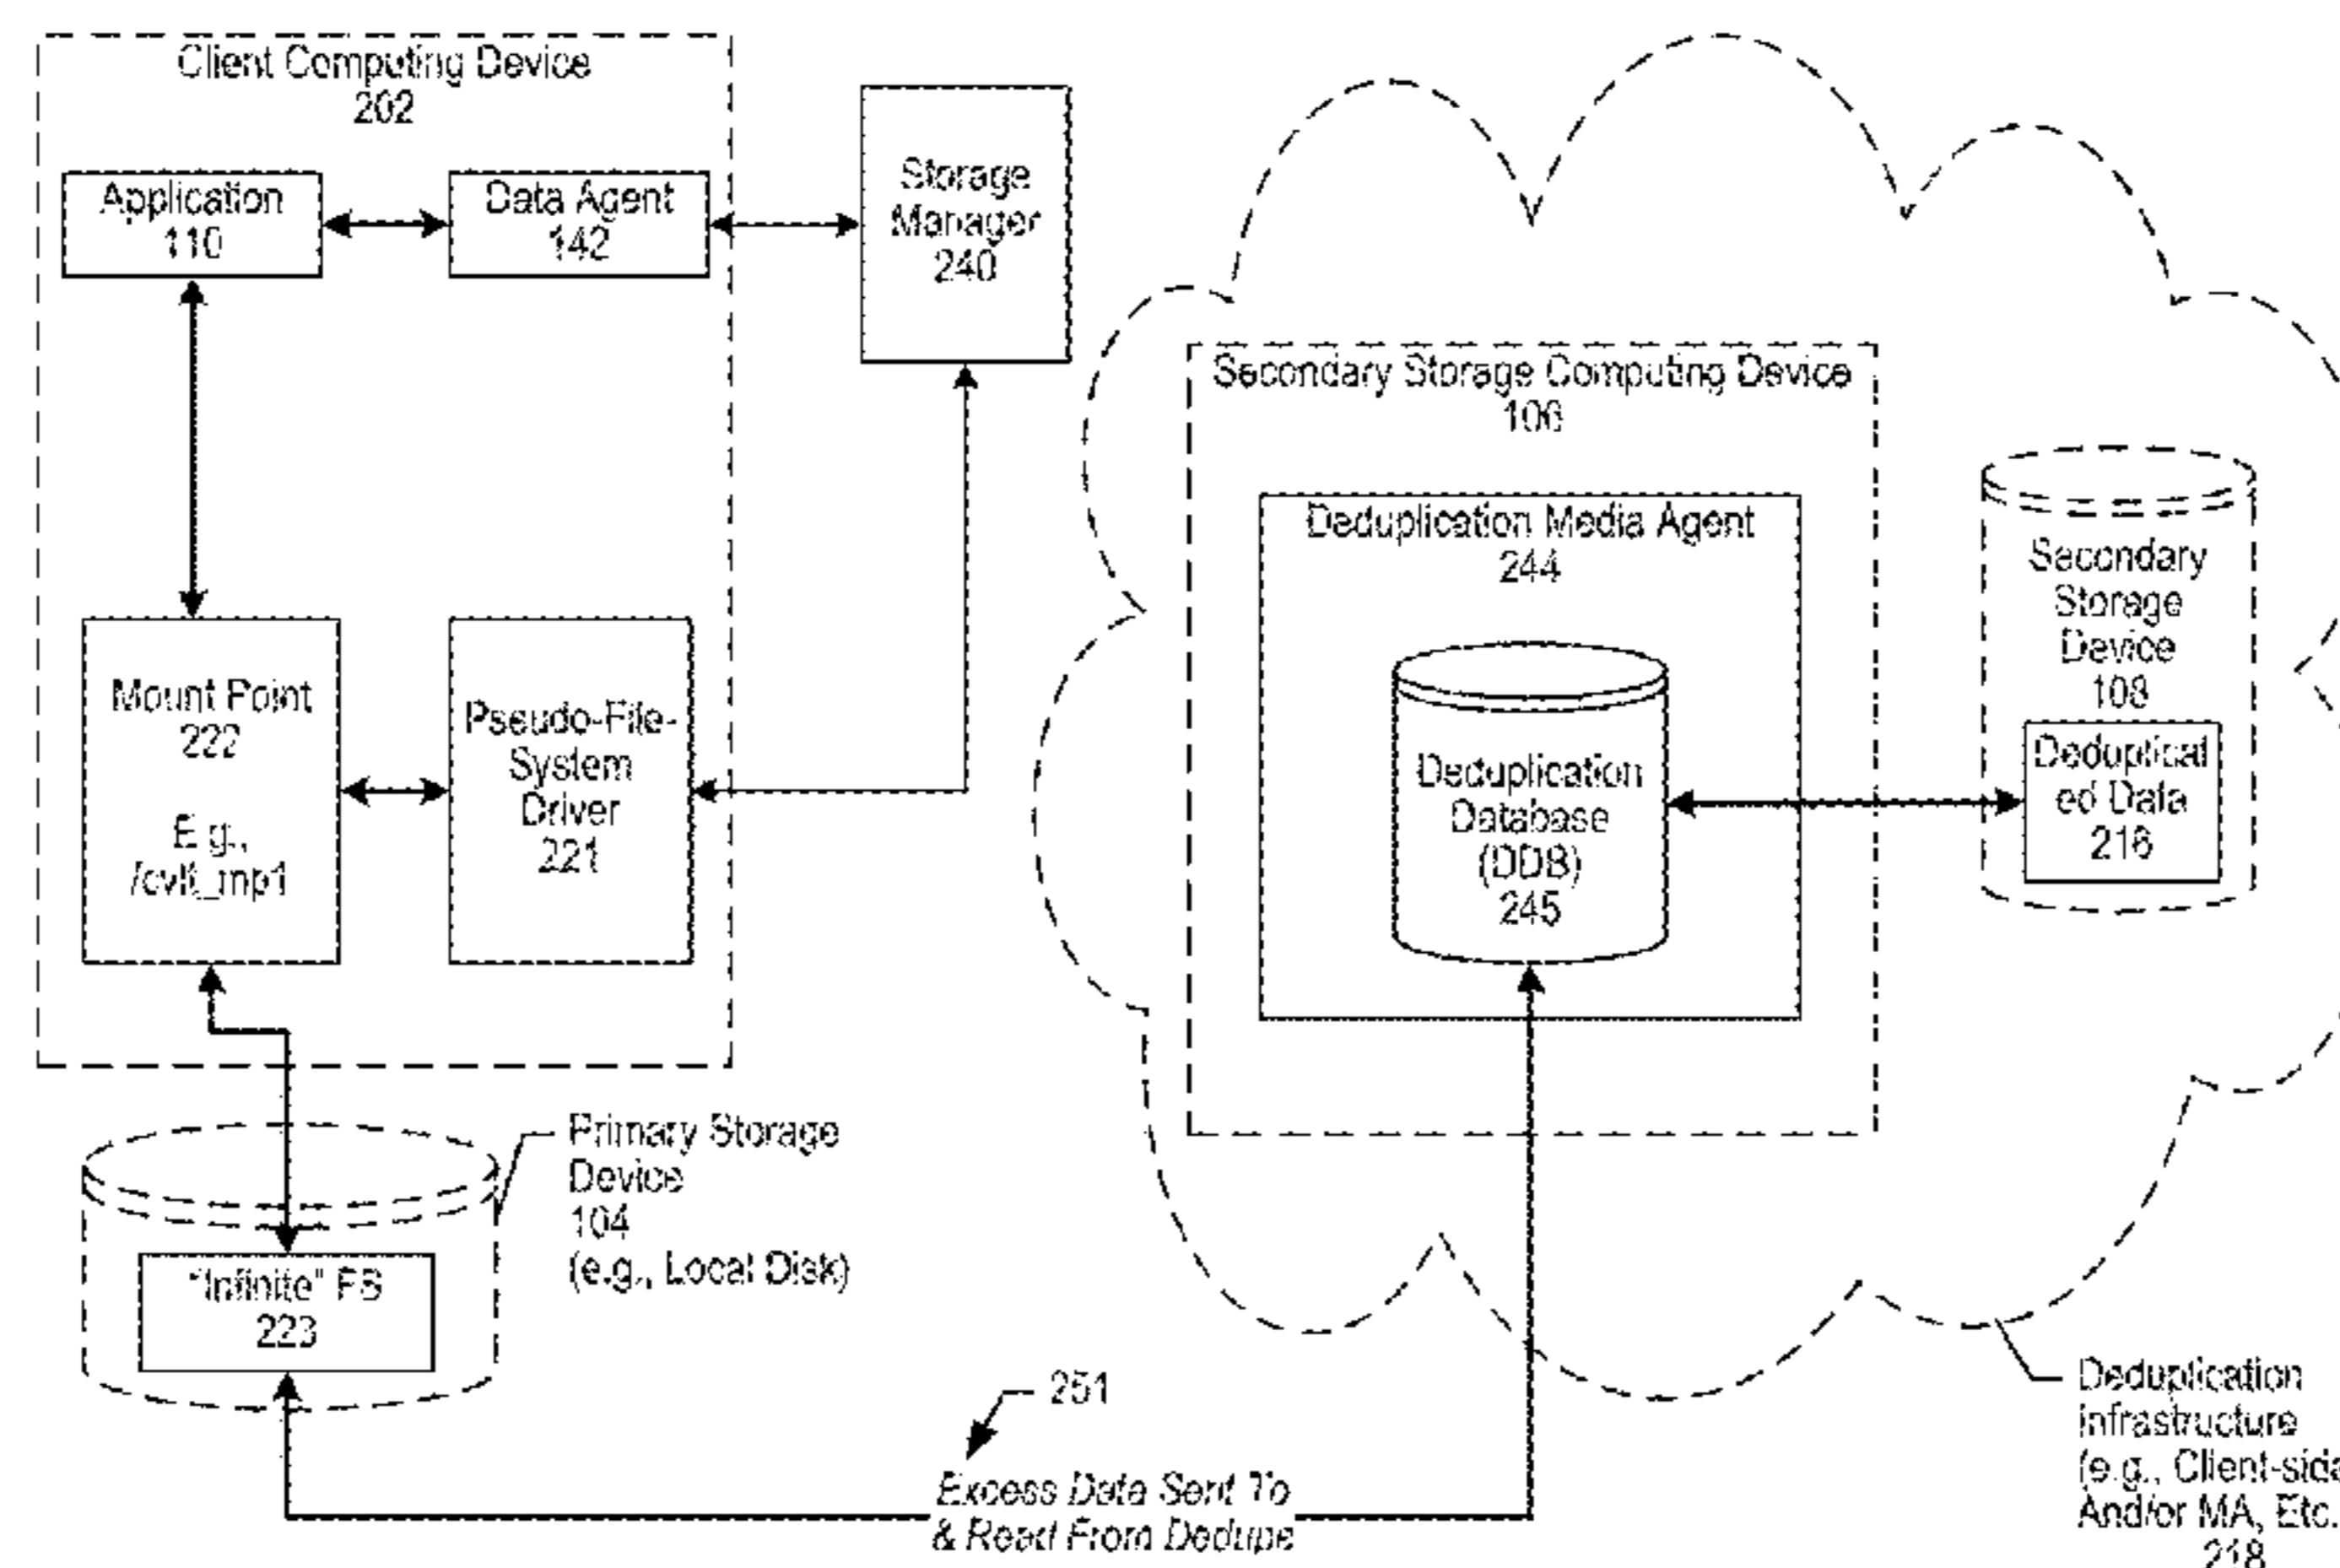 Client Computing Device
202
Application
110
Data Agent
142
Storage
Manager
240
Mount Point
222
E.g.,
/cvlt_mp1
Pseudo-File-
System
Driver
221
Primary Storage
Device
104
(e.g., Local Disk)
"Infinite" FS
223
251
Excess Data Sent To
& Read From Dedupe
Secondary Storage Computing Device
106
Deduplication Media Agent
244
Deduplication
Database
(DDB)
245
Secondary
Storage
Device
108
Deduplicat
ed Data
216
Deduplication
Infrastructure
(e.g., Client-side
And/or MA, Etc.
218